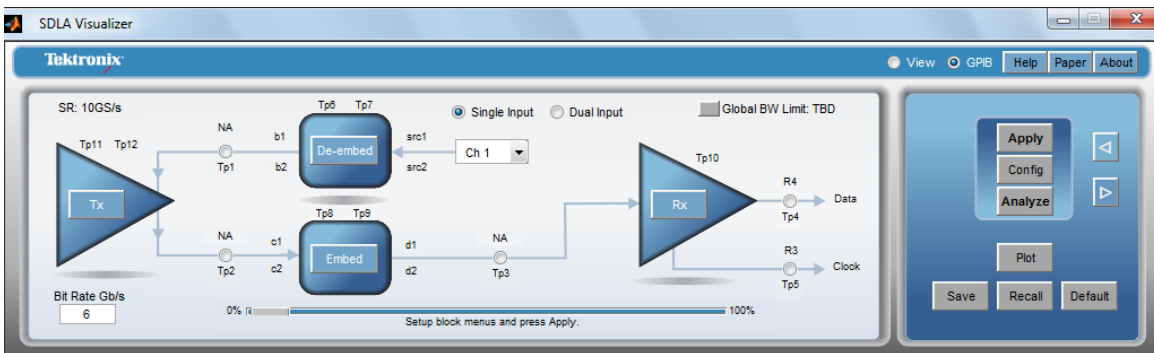 SDLA Visualizer
Tektronix
View GPIB Help Paper About
SR: 10GS/s
Tp6 Tp7
Single Input Dual Input
Global BW Limit: TBD
Tp11 Tp12
NA
b1
De-embed
src1
Ch 1
Tp1
b2
src2
Tp10
Tx
Rx
R4
Data
Tp4
Tp8 Tp9
NA
c1
Embed
d1
NA
R3
Clock
Tp2
c2
d2
Tp3
Tp5
Bit Rate Gb/s
6
0%
100%
Setup block menus and press Apply.
Apply
Config
Analyze
Plot
Save Recall Default